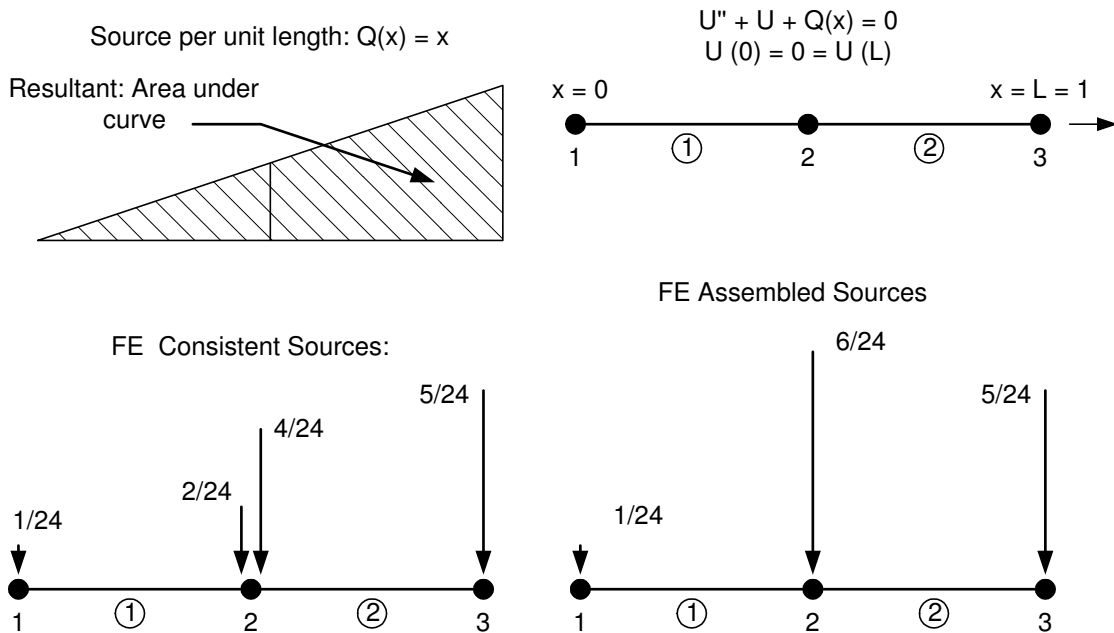 Source per unit length: Q(x) = x
Resultant: Area under
curve
U" + U + Q(x) = 0
U (0) = 0 = U (L)
x = 0
x = L = 1
1
1
2
2
3
FE Consistent Sources:
1/24
2/24
4/24
5/24
1
1
2
2
3
FE Assembled Sources
1/24
6/24
5/24
1
1
2
2
3